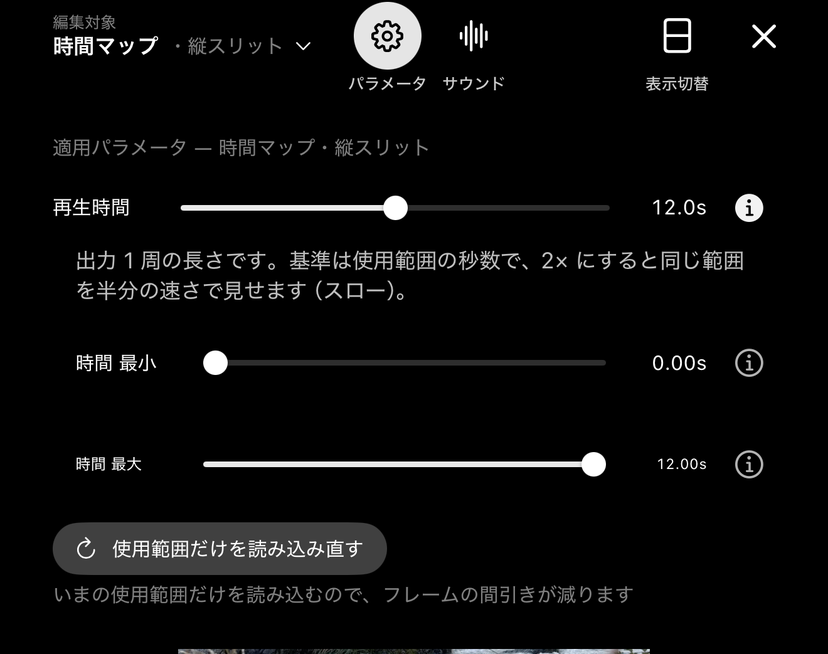 編集対象
時間マップ ・縦スリット
パラメータ サウンド 表示切替
適用パラメータ — 時間マップ・縦スリット
再生時間 12.0s
出力 1 周の長さです。基準は使用範囲の秒数で、2× にすると同じ範囲
を半分の速さで見せます（スロー）。
時間 最小 0.00s
時間 最大 12.00s
使用範囲だけを読み込み直す
いまの使用範囲だけを読み込むので、フレームの間引きが減ります